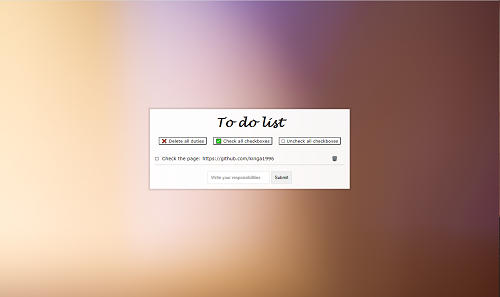 To do list
Delete all duties Check all checkboxes Uncheck all checkboxes
Check the page: https://github.com/kinga1996
Write your responsibilities Submit